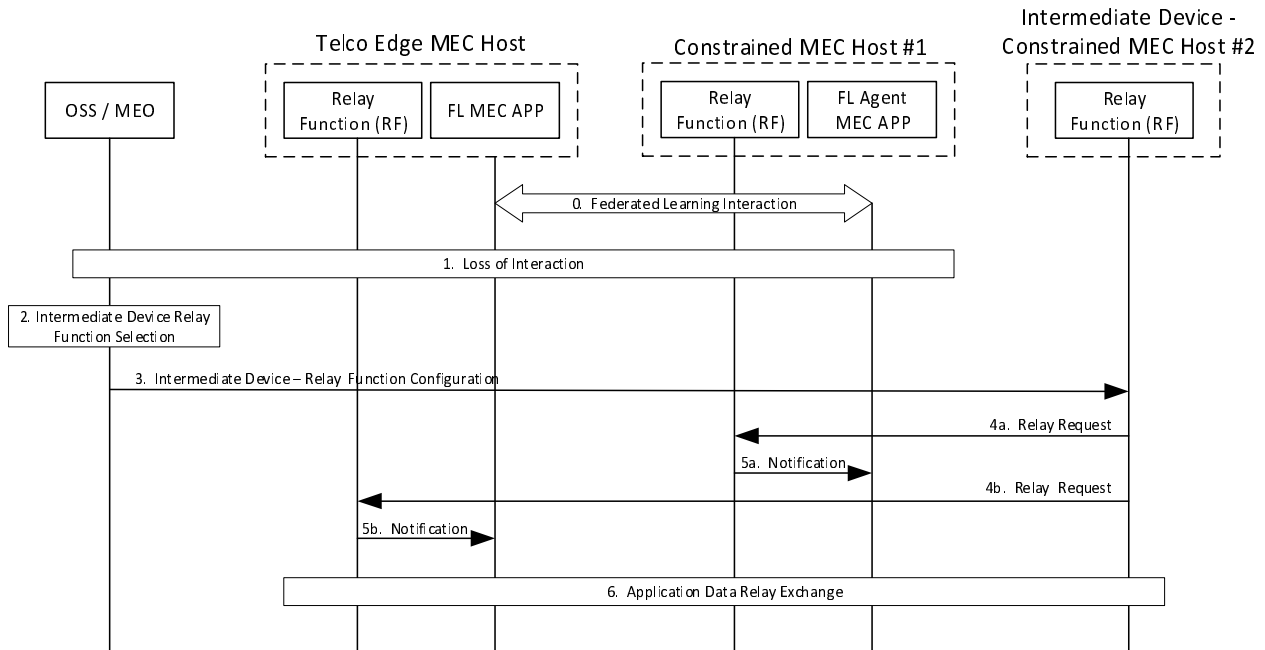 Intermediate Device -
Constrained MEC Host #2
Telco Edge MEC Host
Constrained MEC Host #1
OSS / MEO
Relay
Function (RF)
FL MEC APP
Relay
Function (RF)
FL Agent
MEC APP
Relay
Function (RF)
0. Federated Learning Interaction
1. Loss of Interaction
2. Intermediate Device Relay
Function Selection
3. Intermediate Device – Relay Function Configuration
4a. Relay Request
5a. Notification
4b. Relay Request
5b. Notification
6. Application Data Relay Exchange